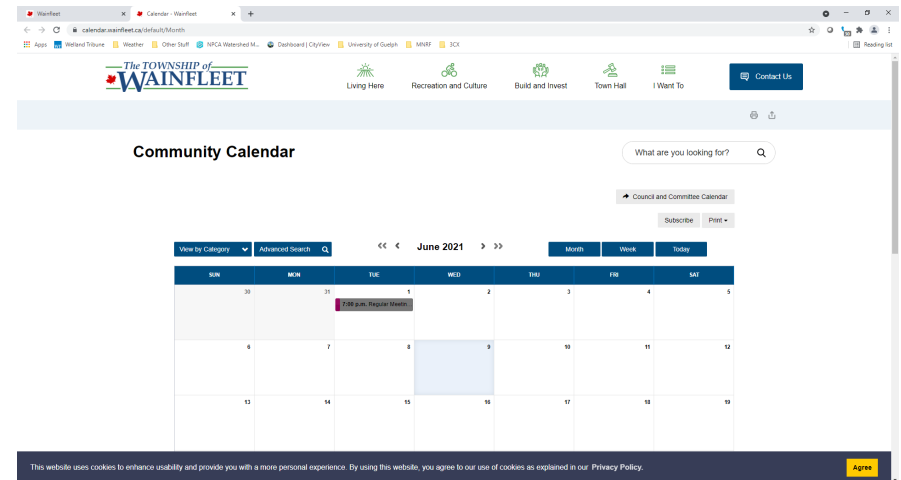 Wainfleet
Calendar - Wainfleet
calendar.wainfleet.ca/default/Month
Apps Welland Tribune Weather Other Stuff NPCA Watershed M... Dashboard | CityView University of Guelph MNRF SCX Reading list
The TOWNSHIP of
WAINFLEET
Living Here Recreation and Culture Build and Invest Town Hall I Want To Contact Us
Community Calendar
What are you looking for?
Council and Committee Calendar
Subscribe Print
View by Category Advanced Search June 2021 Month Week Today
SUN MON TUE WED THU FRI SAT
30 31 1 2 3 4 5
7:00 p.m. Regular Meetin
6 7 8 9 10 11 12
13 14 15 16 17 18 19
This website uses cookies to enhance usability and provide you with a more personal experience. By using this website, you agree to our use of cookies as explained in our Privacy Policy. Agree